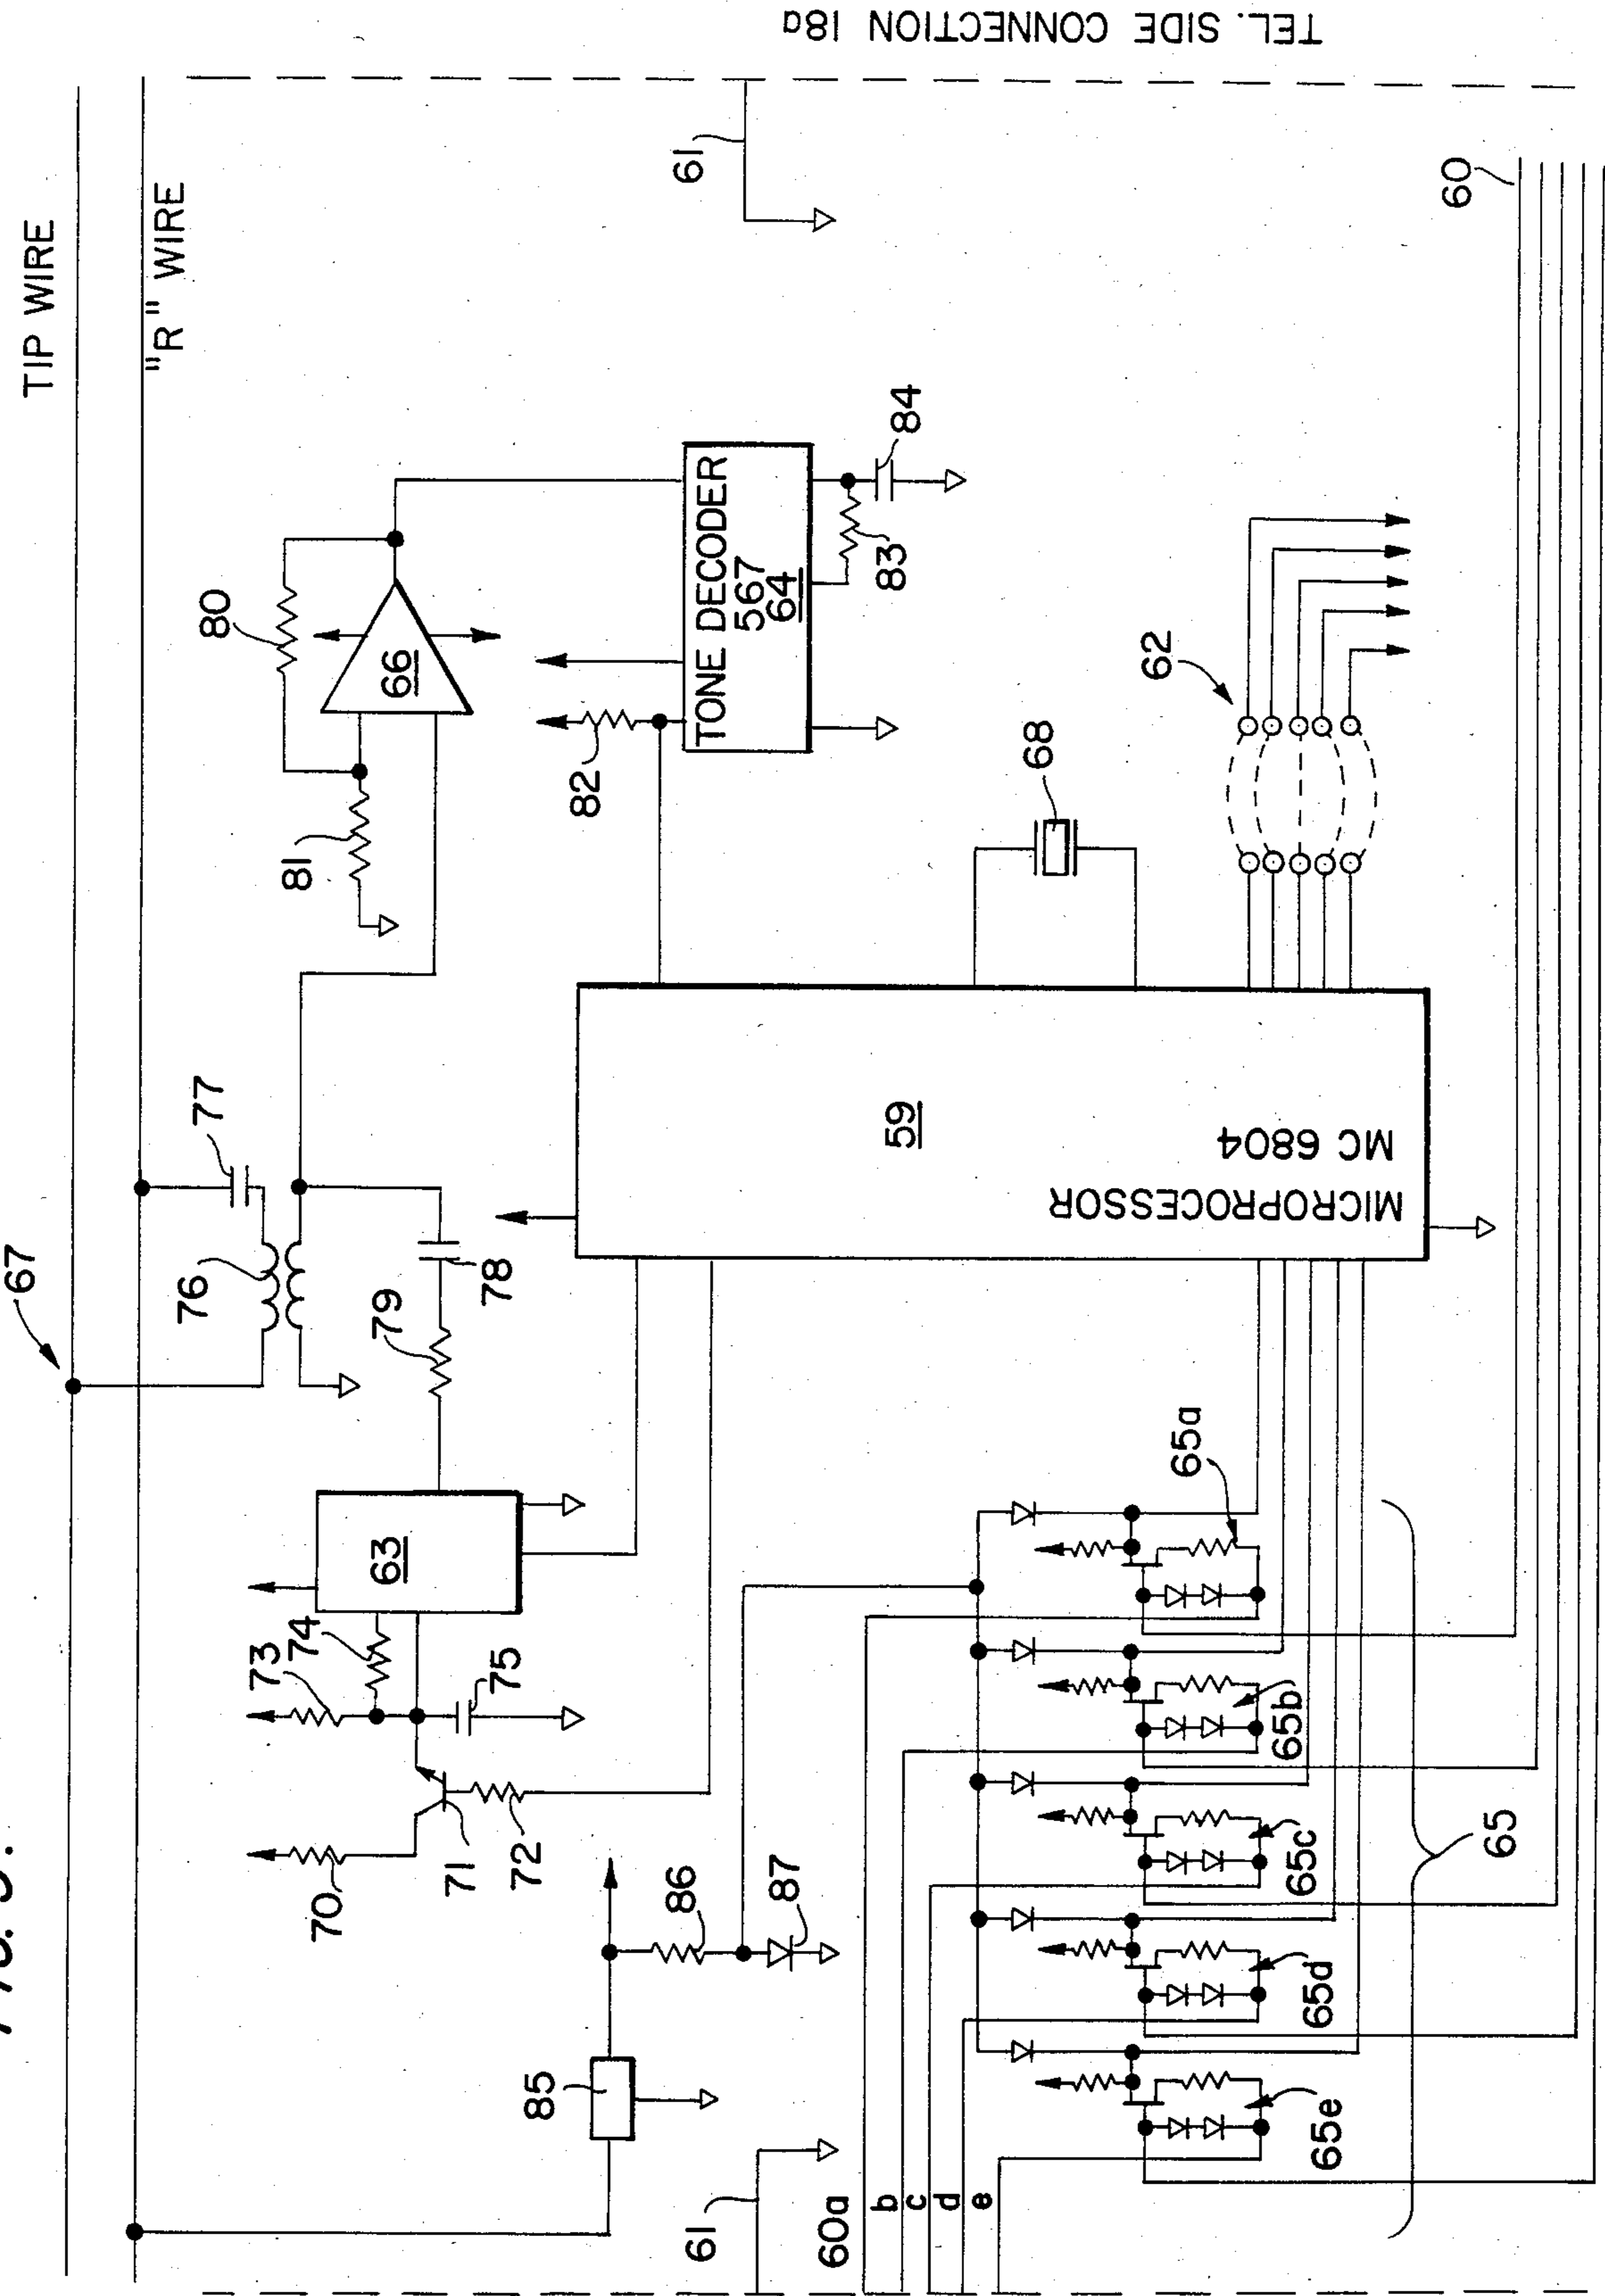 TIP WIRE
"R" WIRE
TEL. SIDE CONNECTION 18a
67
76
77
78
79
80
81
66
61
60
TONE DECODER
567
64
82
83
84
62
68
59
MICROPROCESSOR
MC 6804
63
73
74
75
70
71
72
86
87
85
61
60a
b
c
d
e
65a
65b
65c
65d
65e
65